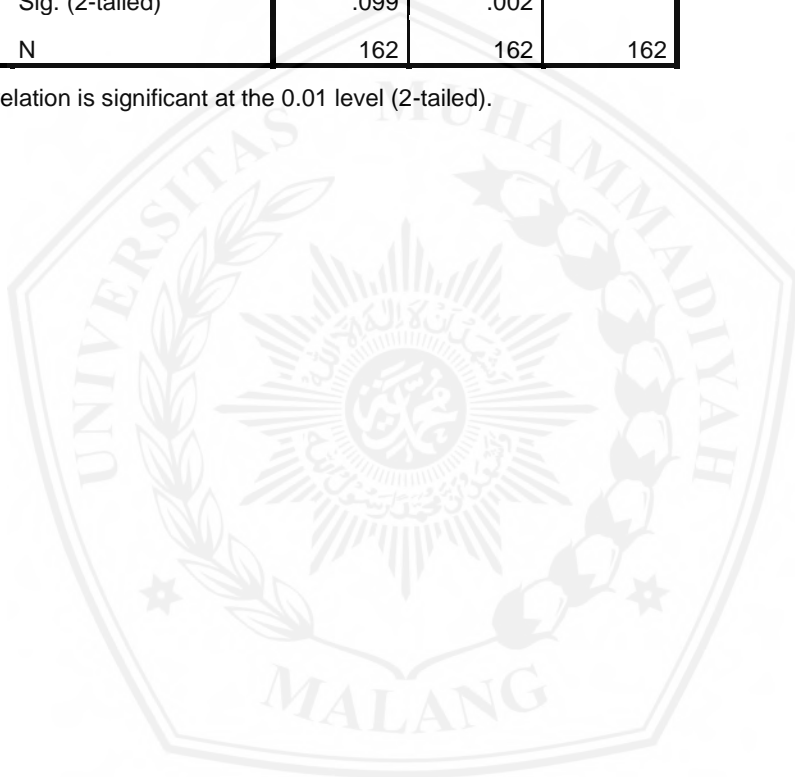 Sig. (2-tailed) .099 .002
N 162 162 162
elation is significant at the 0.01 level (2-tailed).
UNIVERSITAS MUHAMMADIYAH
MALANG